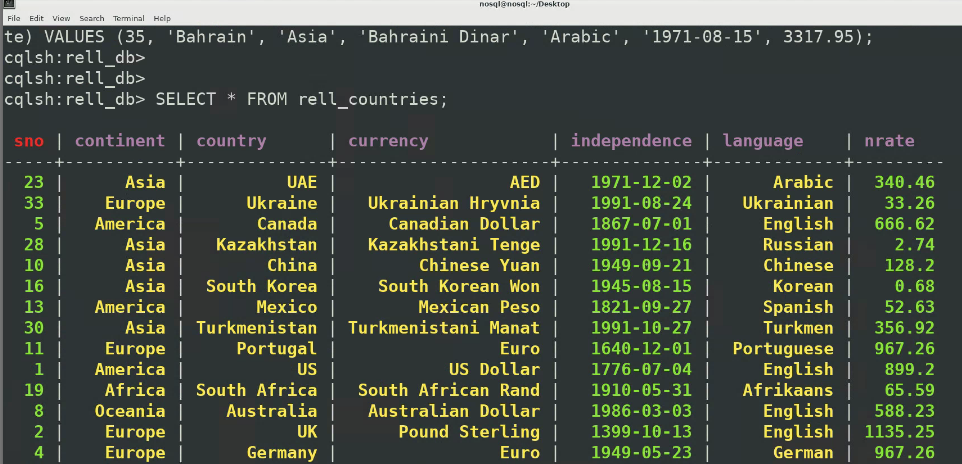 nosql@nosql:~/Desktop
File Edit View Search Terminal Help
te) VALUES (35, 'Bahrain', 'Asia', 'Bahraini Dinar', 'Arabic', '1971-08-15', 3317.95);
cqlsh:rell_db>
cqlsh:rell_db>
cqlsh:rell_db> SELECT * FROM rell_countries;
sno | continent | country | currency | independence | language | nrate
-----+-----------+--------------+---------------------+--------------+-------------+---------
23 | Asia | UAE | AED | 1971-12-02 | Arabic | 340.46
33 | Europe | Ukraine | Ukrainian Hryvnia | 1991-08-24 | Ukrainian | 33.26
5 | America | Canada | Canadian Dollar | 1867-07-01 | English | 666.62
28 | Asia | Kazakhstan | Kazakhstani Tenge | 1991-12-16 | Russian | 2.74
10 | Asia | China | Chinese Yuan | 1949-09-21 | Chinese | 128.2
16 | Asia | South Korea | South Korean Won | 1945-08-15 | Korean | 0.68
13 | America | Mexico | Mexican Peso | 1821-09-27 | Spanish | 52.63
30 | Asia | Turkmenistan | Turkmenistani Manat | 1991-10-27 | Turkmen | 356.92
11 | Europe | Portugal | Euro | 1640-12-01 | Portuguese | 967.26
1 | America | US | US Dollar | 1776-07-04 | English | 899.2
19 | Africa | South Africa | South African Rand | 1910-05-31 | Afrikaans | 65.59
8 | Oceania | Australia | Australian Dollar | 1986-03-03 | English | 588.23
2 | Europe | UK | Pound Sterling | 1399-10-13 | English | 1135.25
4 | Europe | Germany | Euro | 1949-05-23 | German | 967.26